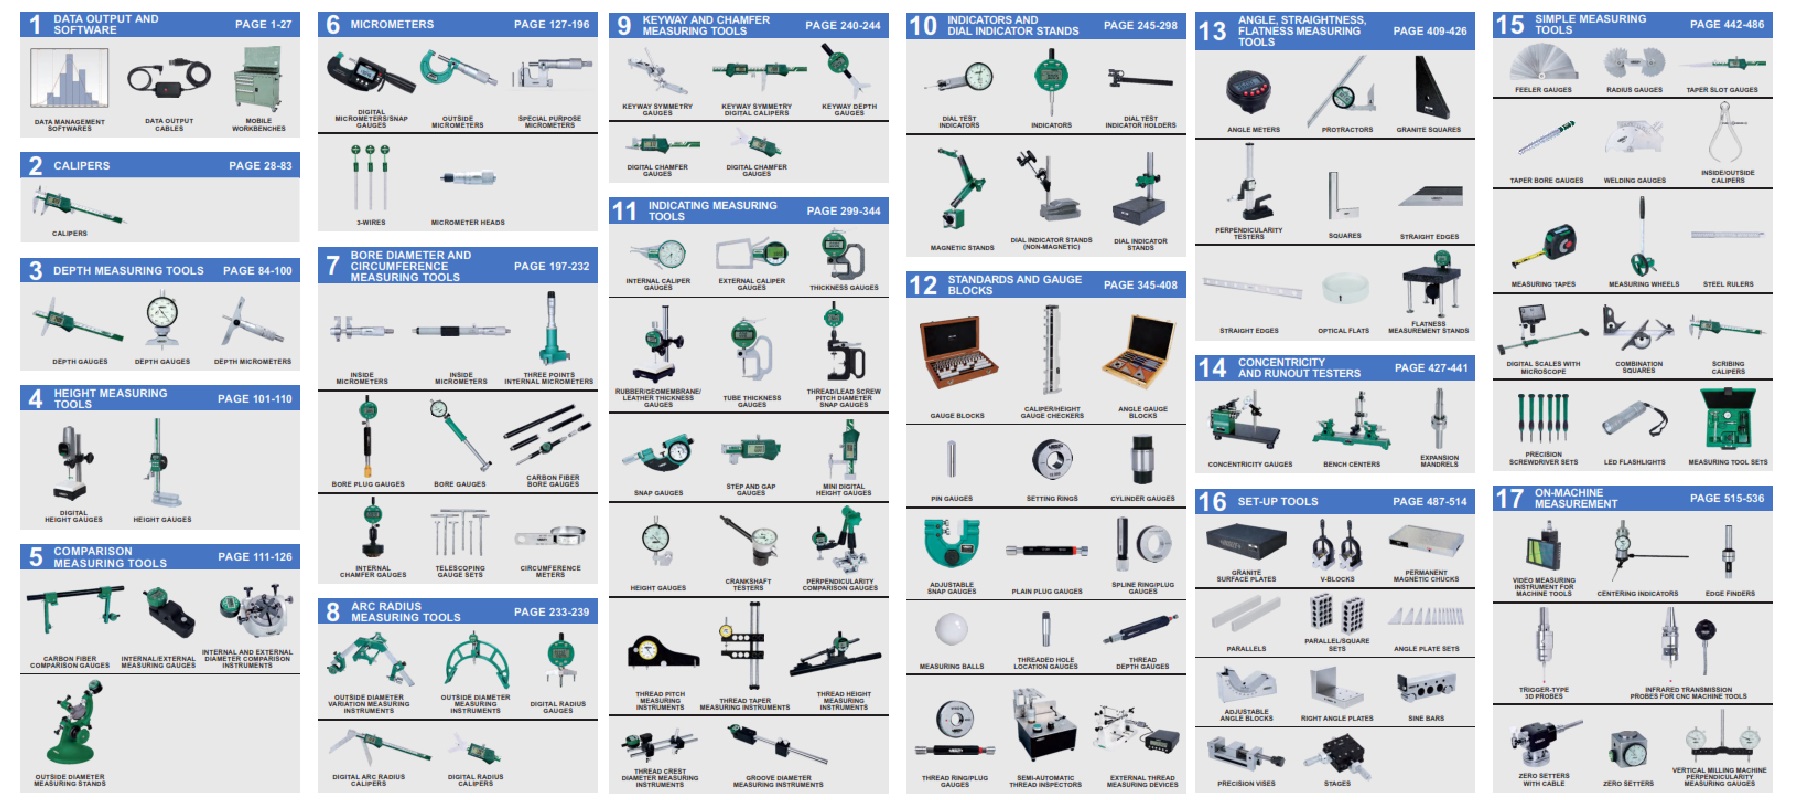 1 DATA OUTPUT AND SOFTWARE PAGE 1-27
DATA MANAGEMENT SOFTWARES
DATA OUTPUT CABLES
MOBILE WORKBENCHES
2 CALIPERS PAGE 28-83
CALIPERS
3 DEPTH MEASURING TOOLS PAGE 84-100
DEPTH GAUGES
DEPTH GAUGES
DEPTH MICROMETERS
4 HEIGHT MEASURING TOOLS PAGE 101-110
DIGITAL HEIGHT GAUGES
HEIGHT GAUGES
5 COMPARISON MEASURING TOOLS PAGE 111-126
CARBON FIBER COMPARISON GAUGES
INTERNAL/EXTERNAL MEASURING GAUGES
INTERNAL AND EXTERNAL DIAMETER COMPARISON INSTRUMENTS
OUTSIDE DIAMETER MEASURING STANDS
6 MICROMETERS PAGE 127-196
DIGITAL MICROMETERS/SNAP GAUGES
OUTSIDE MICROMETERS
SPECIAL PURPOSE MICROMETERS
3-WIRES
MICROMETER HEADS
7 BORE DIAMETER AND CIRCUMFERENCE MEASURING TOOLS PAGE 197-232
INSIDE MICROMETERS
INSIDE MICROMETERS
THREE POINTS INTERNAL MICROMETERS
BORE PLUG GAUGES
BORE GAUGES
CARBON FIBER BORE GAUGES
INTERNAL CHAMFER GAUGES
TELESCOPING GAUGE SETS
CIRCUMFERENCE METERS
8 ARC RADIUS MEASURING TOOLS PAGE 233-239
OUTSIDE DIAMETER VARIATION MEASURING INSTRUMENTS
OUTSIDE DIAMETER MEASURING INSTRUMENTS
DIGITAL RADIUS GAUGES
DIGITAL ARC RADIUS CALIPERS
DIGITAL RADIUS CALIPERS
9 KEYWAY AND CHAMFER MEASURING TOOLS PAGE 240-244
KEYWAY SYMMETRY GAUGES
KEYWAY SYMMETRY DIGITAL CALIPERS
KEYWAY DEPTH GAUGES
DIGITAL CHAMFER GAUGES
DIGITAL CHAMFER GAUGES
11 INDICATING MEASURING TOOLS PAGE 299-344
INTERNAL CALIPER GAUGES
EXTERNAL CALIPER GAUGES
THICKNESS GAUGES
RUBBER/GEOMEMBRANE/ LEATHER THICKNESS GAUGES
TUBE THICKNESS GAUGES
THREAD/LEAD SCREW PITCH DIAMETER SNAP GAUGES
SNAP GAUGES
STEP AND GAP GAUGES
MINI DIGITAL HEIGHT GAUGES
HEIGHT GAUGES
CRANKSHAFT TESTERS
PERPENDICULARITY COMPARISON GAUGES
THREAD PITCH MEASURING INSTRUMENTS
THREAD TAPER MEASURING INSTRUMENTS
THREAD HEIGHT MEASURING INSTRUMENTS
THREAD CREST DIAMETER MEASURING INSTRUMENTS
GROOVE DIAMETER MEASURING INSTRUMENTS
10 INDICATORS AND DIAL INDICATOR STANDS PAGE 245-298
DIAL TEST INDICATORS
INDICATORS
DIAL TEST INDICATOR HOLDERS
MAGNETIC STANDS
DIAL INDICATOR STANDS (NON-MAGNETIC)
DIAL INDICATOR STANDS
12 STANDARDS AND GAUGE BLOCKS PAGE 345-408
GAUGE BLOCKS
CALIPER/HEIGHT GAUGE CHECKERS
ANGLE GAUGE BLOCKS
PIN GAUGES
SETTING RINGS
CYLINDER GAUGES
ADJUSTABLE SNAP GAUGES
PLAIN PLUG GAUGES
SPLINE RING/PLUG GAUGES
MEASURING BALLS
THREADED HOLE LOCATION GAUGES
THREAD DEPTH GAUGES
THREAD RING/PLUG GAUGES
SEMI-AUTOMATIC THREAD INSPECTORS
EXTERNAL THREAD MEASURING DEVICES
13 ANGLE, STRAIGHTNESS, FLATNESS MEASURING TOOLS PAGE 409-426
ANGLE METERS
PROTRACTORS
GRANITE SQUARES
PERPENDICULARITY TESTERS
SQUARES
STRAIGHT EDGES
STRAIGHT EDGES
OPTICAL FLATS
FLATNESS MEASUREMENT STANDS
14 CONCENTRICITY AND RUNOUT TESTERS PAGE 427-441
CONCENTRICITY GAUGES
BENCH CENTERS
EXPANSION MANDRELS
16 SET-UP TOOLS PAGE 487-514
GRANITE SURFACE PLATES
V-BLOCKS
PERMANENT MAGNETIC CHUCKS
PARALLELS
PARALLEL/SQUARE SETS
ANGLE PLATE SETS
ADJUSTABLE ANGLE BLOCKS
RIGHT ANGLE PLATES
SINE BARS
PRECISION VISES
STAGES
15 SIMPLE MEASURING TOOLS PAGE 442-486
FEELER GAUGES
RADIUS GAUGES
TAPER SLOT GAUGES
TAPER BORE GAUGES
WELDING GAUGES
INSIDE/OUTSIDE CALIPERS
MEASURING TAPES
MEASURING WHEELS
STEEL RULERS
DIGITAL SCALES WITH MICROSCOPE
COMBINATION SQUARES
SCRIBING CALIPERS
PRECISION SCREWDRIVER SETS
LED FLASHLIGHTS
MEASURING TOOL SETS
17 ON-MACHINE MEASUREMENT PAGE 515-536
VIDEO MEASURING INSTRUMENT FOR MACHINE TOOLS
CENTERING INDICATORS
EDGE FINDERS
TRIGGER-TYPE 3D PROBES
INFRARED TRANSMISSION PROBES FOR CNC MACHINE TOOLS
ZERO SETTERS WITH CABLE
ZERO SETTERS
VERTICAL MILLING MACHINE PERPENDICULARITY MEASURING GAUGES